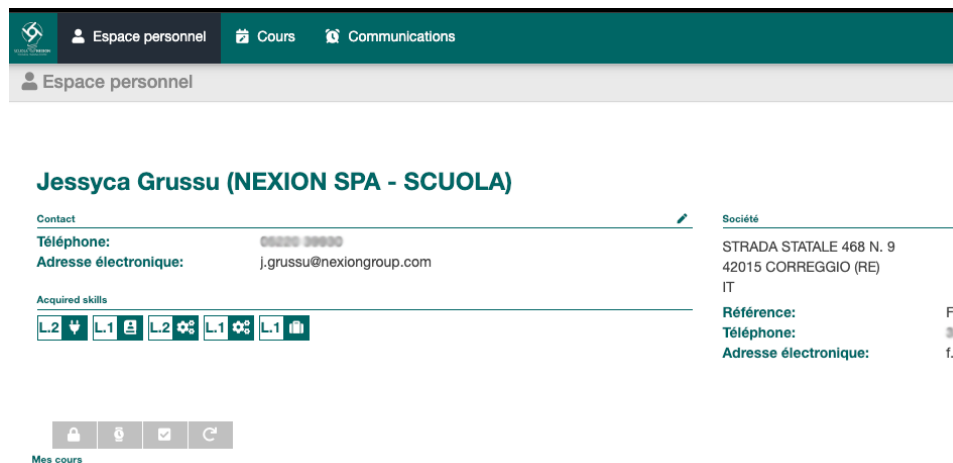 Espace personnel Cours Communications
Espace personnel
Jessyca Grussu (NEXION SPA - SCUOLA)
Contact
Téléphone:
Adresse électronique: j.grussu@nexiongroup.com
Acquired skills
L.2 L.1 L.2 L.1 L.1
Société
STRADA STATALE 468 N. 9
42015 CORREGGIO (RE)
IT
Référence: F
Téléphone:
Adresse électronique: f.
Mes cours